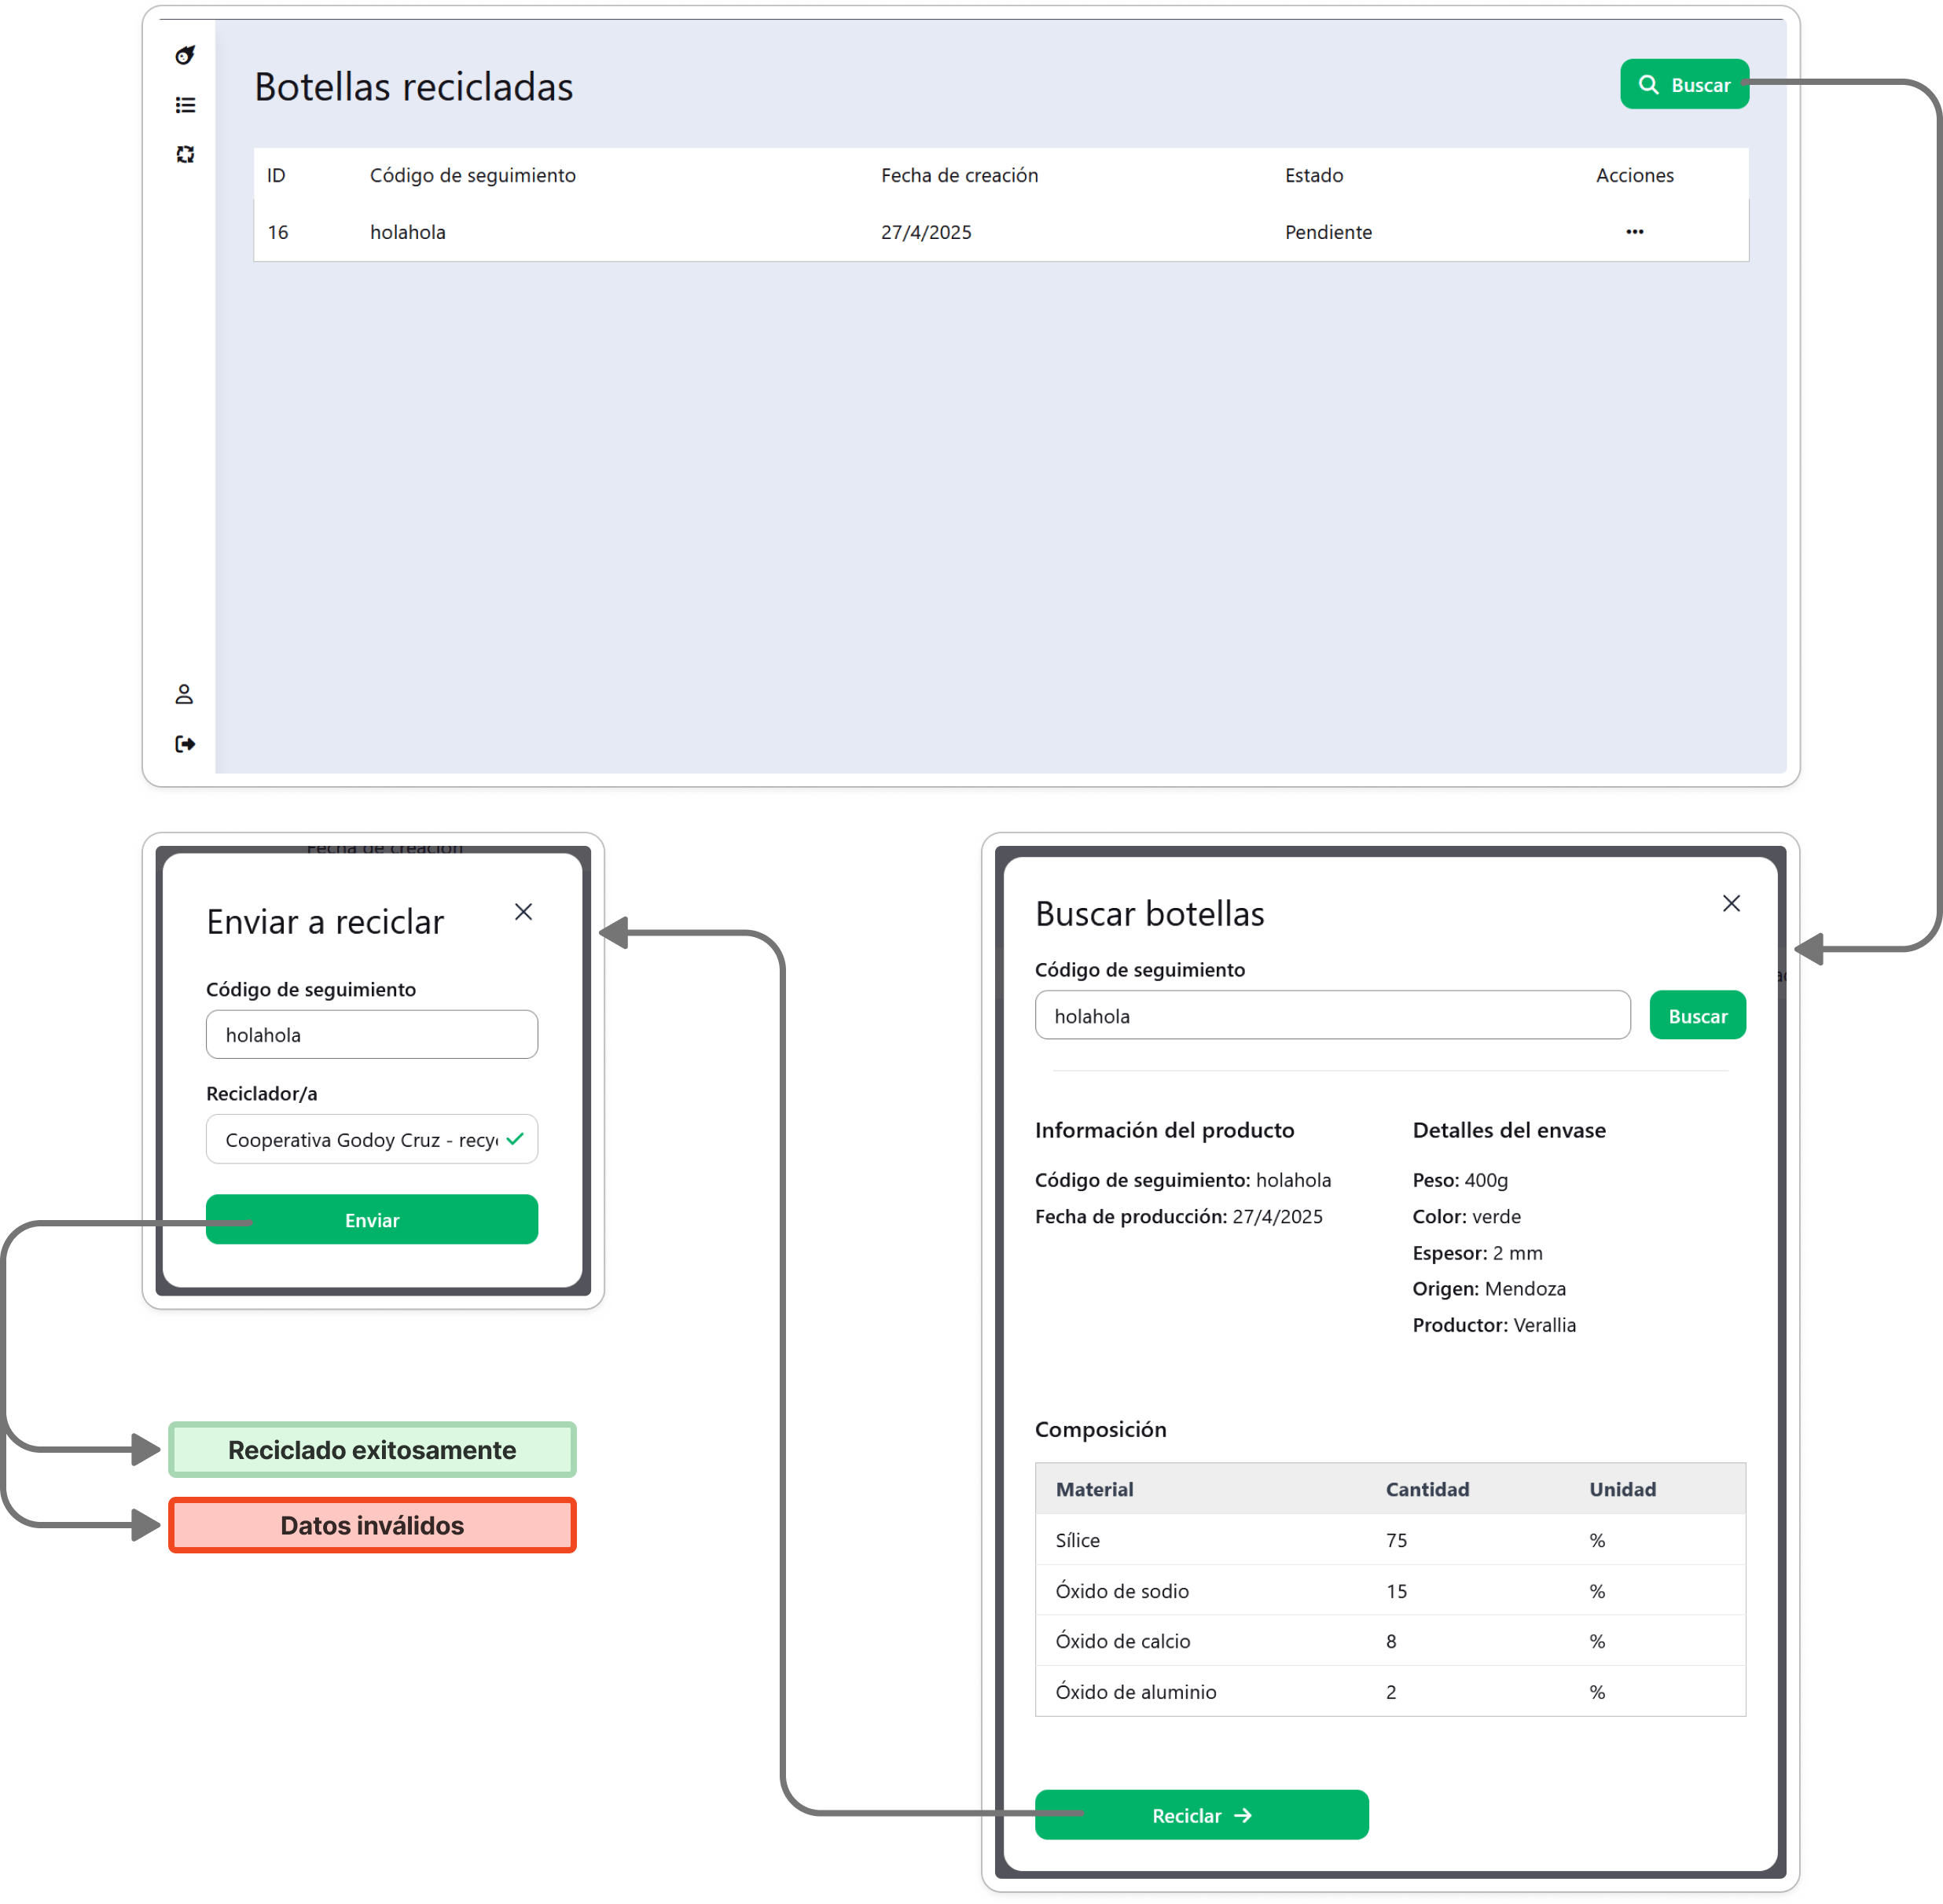 Botellas recicladas
Buscar
ID Código de seguimiento Fecha de creación Estado Acciones
16 holahola 27/4/2025 Pendiente
Fecha de creación
Enviar a reciclar
Código de seguimiento
holahola
Reciclador/a
Cooperativa Godoy Cruz -
Enviar
Reciclado exitosamente
Datos inválidos
Buscar botellas
Código de seguimiento
holahola
Buscar
Información del producto
Código de seguimiento: holahola
Fecha de producción: 27/4/2025
Detalles del envase
Peso: 400g
Color: verde
Espesor: 2 mm
Origen: Mendoza
Productor: Verallia
Composición
Material Cantidad Unidad
Sílice 75 %
Óxido de sodio 15 %
Óxido de calcio 8 %
Óxido de aluminio 2 %
Reciclar